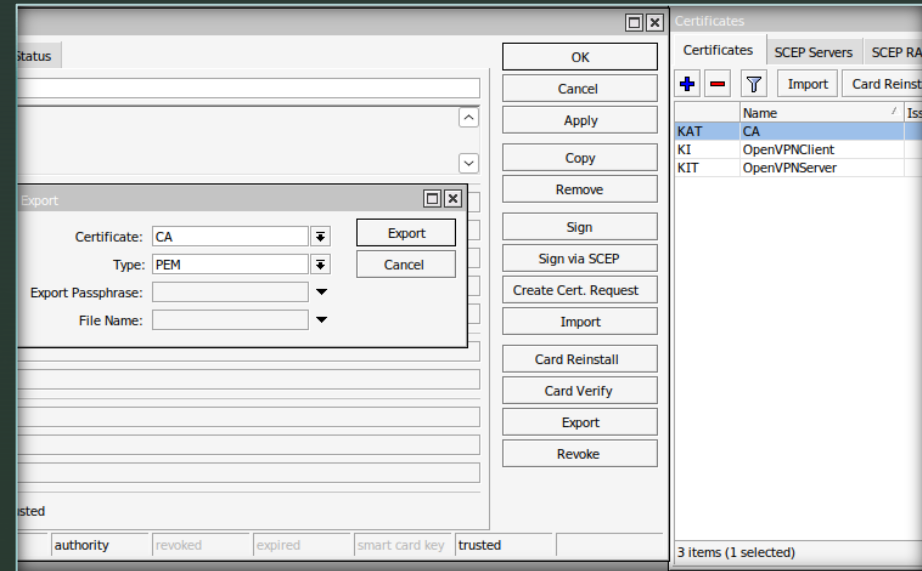 Certificates
Status
OK
Cancel
Apply
Copy
Remove
Sign
Sign via SCEP
Create Cert. Request
Import
Card Reinstall
Card Verify
Export
Revoke
Export
Certificate: CA
Type: PEM
Export Passphrase:
File Name:
Export
Cancel
usted
authority revoked expired smart card key trusted
Certificates SCEP Servers SCEP RA
Import Card Reinst
Name Iss
KAT CA
KI OpenVPNClient
KIT OpenVPNServer
3 items (1 selected)